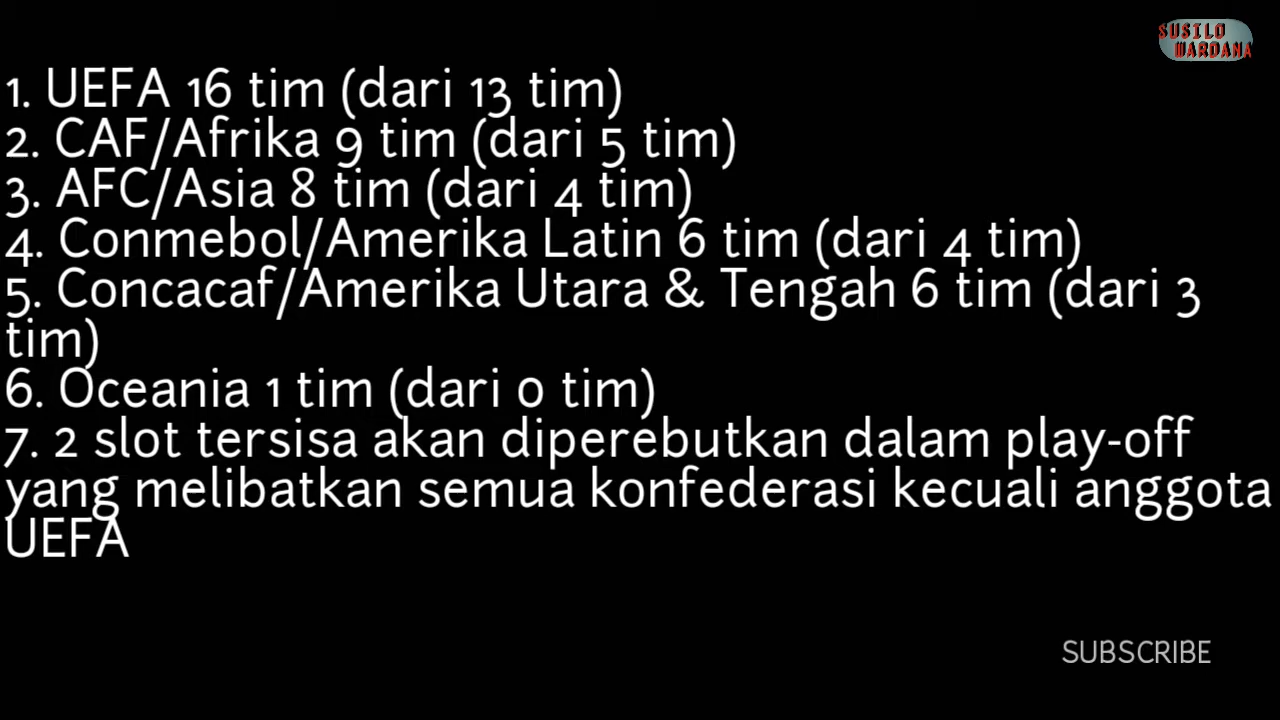 SUSILO
WARDANA
1. UEFA 16 tim (dari 13 tim)
2. CAF/Afrika 9 tim (dari 5 tim)
3. AFC/Asia 8 tim (dari 4 tim)
4. Conmebol/Amerika Latin 6 tim (dari 4 tim)
5. Concacaf/Amerika Utara & Tengah 6 tim (dari 3
tim)
6. Oceania 1 tim (dari 0 tim)
7. 2 slot tersisa akan diperebutkan dalam play-off
yang melibatkan semua konfederasi kecuali anggota
UEFA
SUBSCRIBE